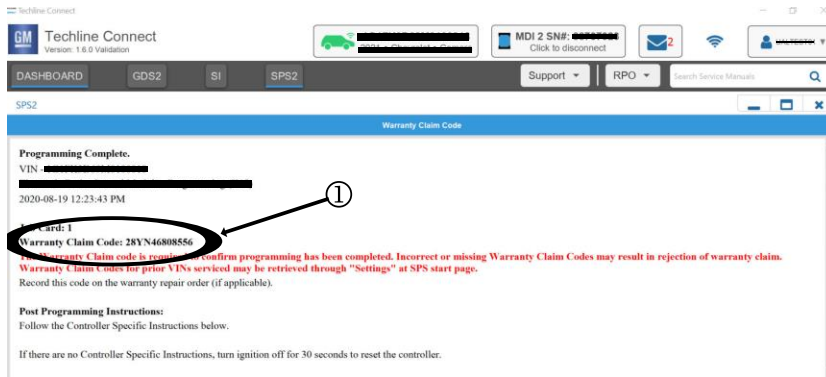 Techline Connect
GM Techline Connect
Version: 1.6.0 Validation
MDI 2 SN#:
Click to disconnect
2
DASHBOARD GDS2 SI SPS2 Support RPO Search Service Manuals
SPS2
Warranty Claim Code
Programming Complete.
VIN -
2020-08-19 12:23:43 PM
1
Card: 1
Warranty Claim Code: 28YN46808556
Warranty Claim code is required to confirm programming has been completed. Incorrect or missing Warranty Claim Codes may result in rejection of warranty claim.
Warranty Claim Codes for prior VINs serviced may be retrieved through "Settings" at SPS start page.
Record this code on the warranty repair order (if applicable).
Post Programming Instructions:
Follow the Controller Specific Instructions below.
If there are no Controller Specific Instructions, turn ignition off for 30 seconds to reset the controller.